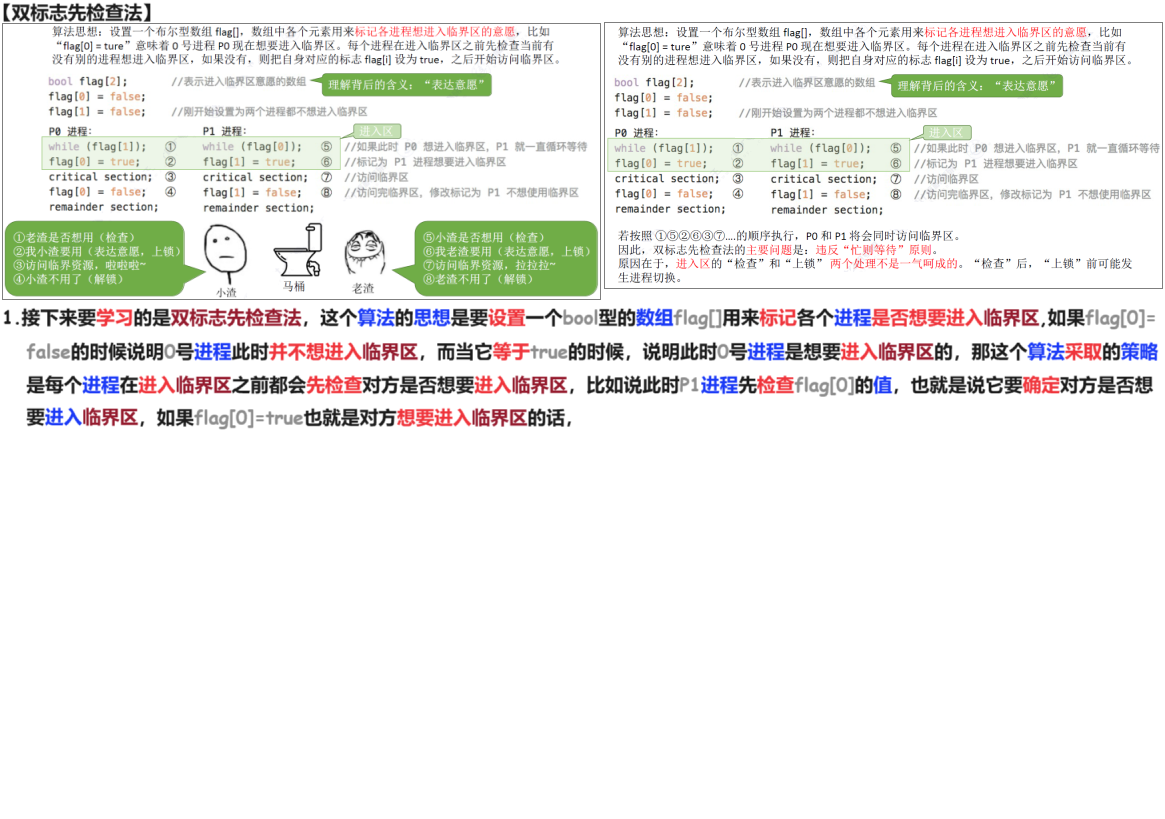 【双标志先检查法】
算法思想：设置一个布尔型数组 flag[]，数组中各个元素用来标记各进程想进入临界区的意愿，比如
“flag[0] = ture”意味着 0 号进程 P0 现在想要进入临界区。每个进程在进入临界区之前先检查当前有
没有别的进程想进入临界区，如果没有，则把自身对应的标志 flag[i] 设为 true，之后开始访问临界区。
bool flag[2]; //表示进入临界区意愿的数组
理解背后的含义：“表达意愿”
flag[0] = false;
flag[1] = false; //刚开始设置为两个进程都不想进入临界区
P0 进程： P1 进程： 进入区
while (flag[1]); ① while (flag[0]); ⑤ //如果此时 P0 想进入临界区，P1 就一直循环等待
flag[0] = true; ② flag[1] = true; ⑥ //标记为 P1 进程想要进入临界区
critical section; ③ critical section; ⑦ //访问临界区
flag[0] = false; ④ flag[1] = false; ⑧ //访问完临界区，修改标记为 P1 不想使用临界区
remainder section; remainder section;
①老渣是否想用（检查）
②我小渣要用（表达意愿，上锁）
③访问临界资源，啦啦啦~
④小渣不用了（解锁）
小渣
马桶
老渣
⑤小渣是否想用（检查）
⑥我老渣要用（表达意愿，上锁）
⑦访问临界资源，拉拉拉~
⑧老渣不用了（解锁）
算法思想：设置一个布尔型数组 flag[]，数组中各个元素用来标记各进程想进入临界区的意愿，比如
“flag[0] = ture”意味着 0 号进程 P0 现在想要进入临界区。每个进程在进入临界区之前先检查当前有
没有别的进程想进入临界区，如果没有，则把自身对应的标志 flag[i] 设为 true，之后开始访问临界区。
bool flag[2]; //表示进入临界区意愿的数组
理解背后的含义：“表达意愿”
flag[0] = false;
flag[1] = false; //刚开始设置为两个进程都不想进入临界区
P0 进程： P1 进程： 进入区
while (flag[1]); ① while (flag[0]); ⑤ //如果此时 P0 想进入临界区，P1 就一直循环等待
flag[0] = true; ② flag[1] = true; ⑥ //标记为 P1 进程想要进入临界区
critical section; ③ critical section; ⑦ //访问临界区
flag[0] = false; ④ flag[1] = false; ⑧ //访问完临界区，修改标记为 P1 不想使用临界区
remainder section; remainder section;
若按照 ①⑤②⑥③⑦....的顺序执行，P0 和 P1 将会同时访问临界区。
因此，双标志先检查法的主要问题是：违反“忙则等待”原则。
原因在于，进入区的“检查”和“上锁” 两个处理不是一气呵成的。“检查”后，“上锁”前可能发
生进程切换。
1.接下来要学习的是双标志先检查法，这个算法的思想是要设置一个bool型的数组flag[]用来标记各个进程是否想要进入临界区,如果flag[0]=
false的时候说明0号进程此时并不想进入临界区，而当它等于true的时候，说明此时0号进程是想要进入临界区的，那这个算法采取的策略
是每个进程在进入临界区之前都会先检查对方是否想要进入临界区，比如说此时P1进程先检查flag[0]的值，也就是说它要确定对方是否想
要进入临界区，如果flag[0]=true也就是对方想要进入临界区的话，